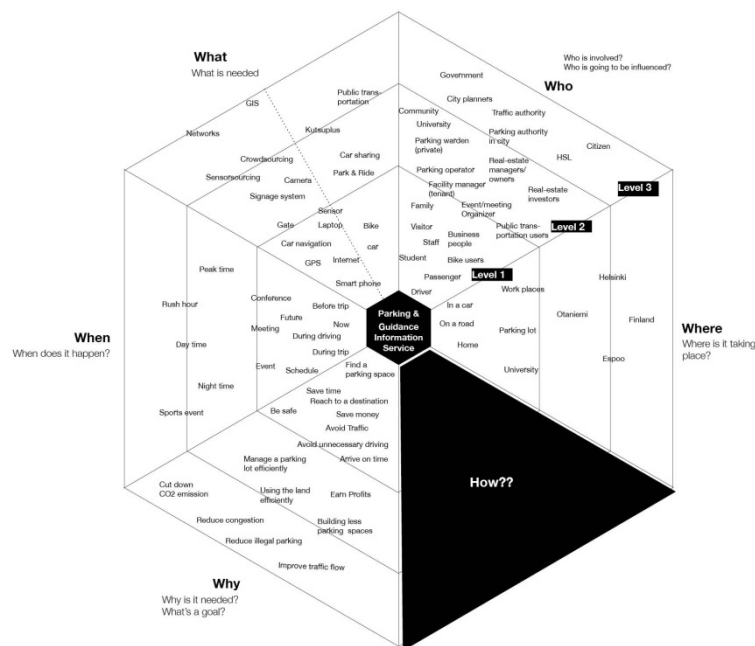 What
What is needed
GIS
Networks
Public trans-
portation
Kutsuplus
Crowdsourcing
Car sharing
Sensorsourcing
Camera
Park & Ride
Signage system
Sensor
Gate
Laptop
Bike
Car navigation
car
GPS
Internet
Smart phone
Who is involved?
Who is going to be influenced?
Who
Government
City planners
Community
Traffic authority
University
Parking authority
in city
Parking warden
(private)
Citizen
HSL
Parking operator
Real-estate
managers/
owners
Facility manager
(tenant)
Real-estate
investors
Level 3
Family
Event/meeting
Organizer
Visitor
Public trans-
portation users
Level 2
Staff
Business
people
Student
Bike users
Passenger
Level 1
Driver
Parking &
Guidance
Information
Service
In a car
Work places
Helsinki
On a road
Parking lot
Otaniemi
Finland
Home
University
Espoo
Where
Where is it taking
place?
When
When does it happen?
Peak time
Rush hour
Day time
Night time
Sports event
Conference
Before trip
Future
Now
Meeting
During driving
During trip
Event
Schedule
Find a
parking space
Save time
Reach to a destination
Be safe
Save money
Avoid Traffic
Avoid unnecessary driving
Manage a parking
lot efficiently
Arrive on time
Cut down
CO2 emission
Using the land
efficiently
Earn Profits
Reduce congestion
Building less
parking spaces
Reduce illegal parking
Improve traffic flow
Why
Why is it needed?
What's a goal?
How??